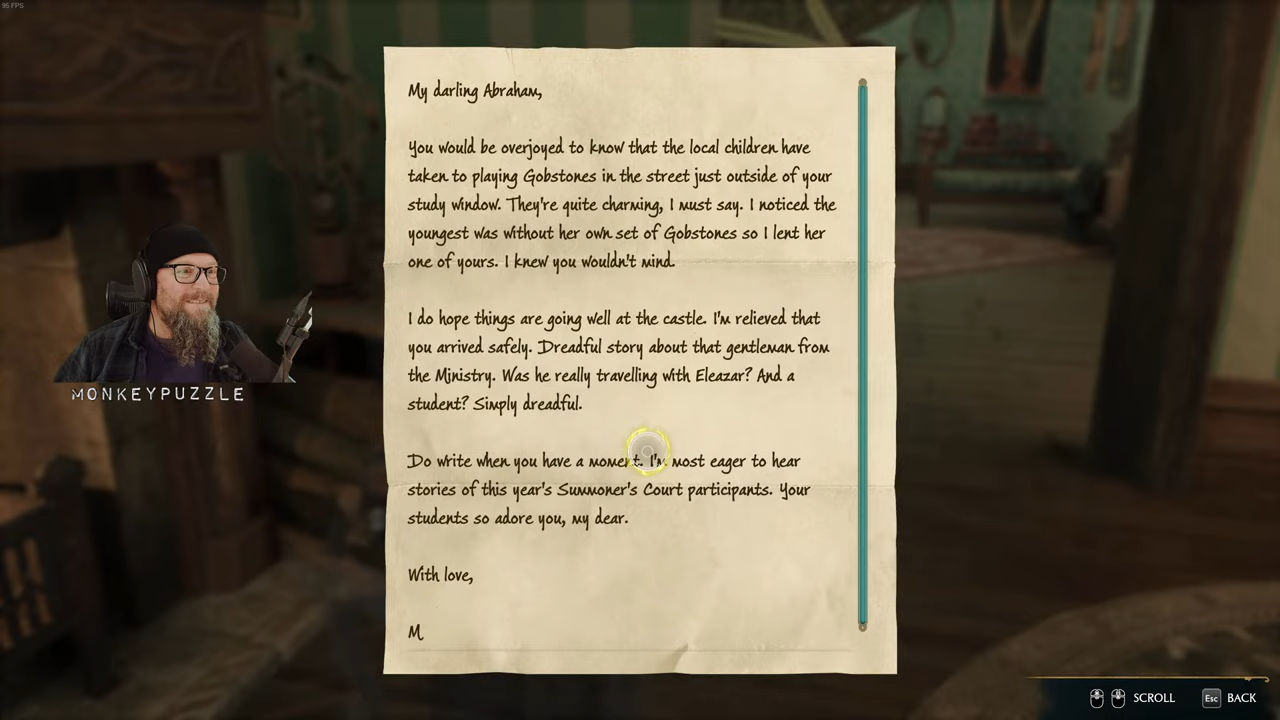 95 FPS
My darling Abraham,
You would be overjoyed to know that the local children have
taken to playing Gobstones in the street just outside of your
study window. They're quite charming, I must say. I noticed the
youngest was without her own set of Gobstones so I lent her
one of yours. I knew you wouldn't mind.
I do hope things are going well at the castle. I'm relieved that
you arrived safely. Dreadful story about that gentleman from
the Ministry. Was he really travelling with Eleazar? And a
student? Simply dreadful.
Do write when you have a moment. I'm most eager to hear
stories of this year's Summoner's Court participants. Your
students so adore you, my dear.
With love,
M
MONKEYPUZZLE
SCROLL
Esc BACK